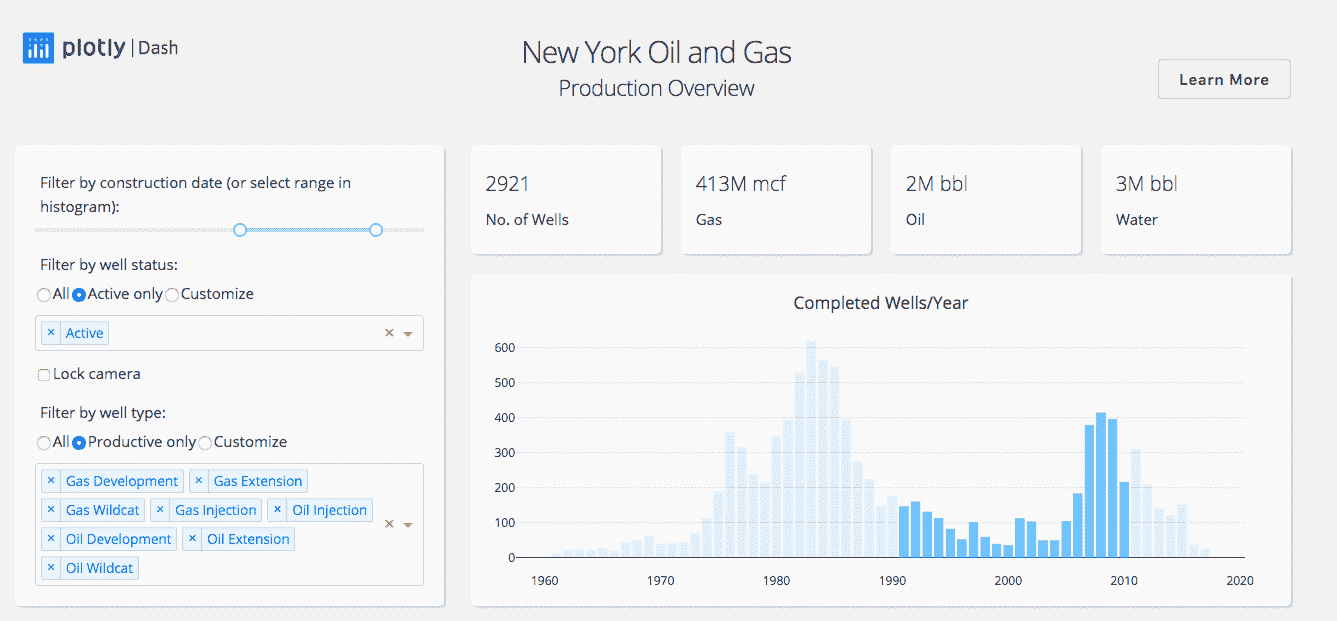 plotly | Dash
New York Oil and Gas
Production Overview
Learn More
Filter by construction date (or select range in
histogram):
Filter by well status:
All Active only Customize
× Active × 
Lock camera
Filter by well type:
All Productive only Customize
× Gas Development × Gas Extension
× Gas Wildcat × Gas Injection × Oil Injection
× Oil Development × Oil Extension ×
× Oil Wildcat
2921
No. of Wells
413M mcf
Gas
2M bbl
Oil
3M bbl
Water
Completed Wells/Year
600
500
400
300
200
100
0
1960 1970 1980 1990 2000 2010 2020